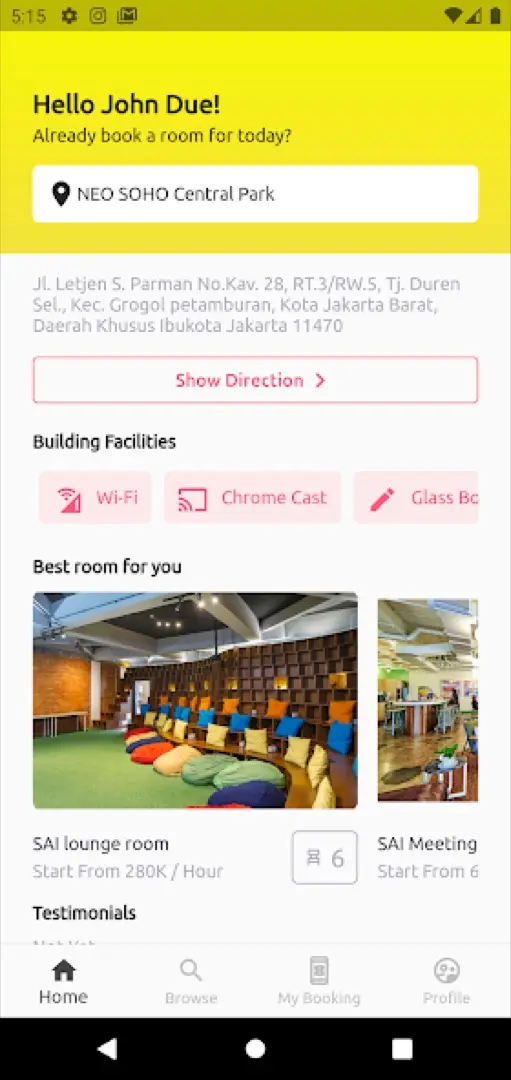 5:15
Hello John Due!
Already book a room for today?
NEO SOHO Central Park
Jl. Letjen S. Parman No.Kav. 28, RT.3/RW.5, Tj. Duren
Sel., Kec. Grogol petamburan, Kota Jakarta Barat,
Daerah Khusus Ibukota Jakarta 11470
Show Direction
Building Facilities
Wi-Fi
Chrome Cast
Glass Bo
Best room for you
SAI lounge room
Start From 280K / Hour
6
SAI Meeting
Start From 6
Testimonials
Home
Browse
My Booking
Profile